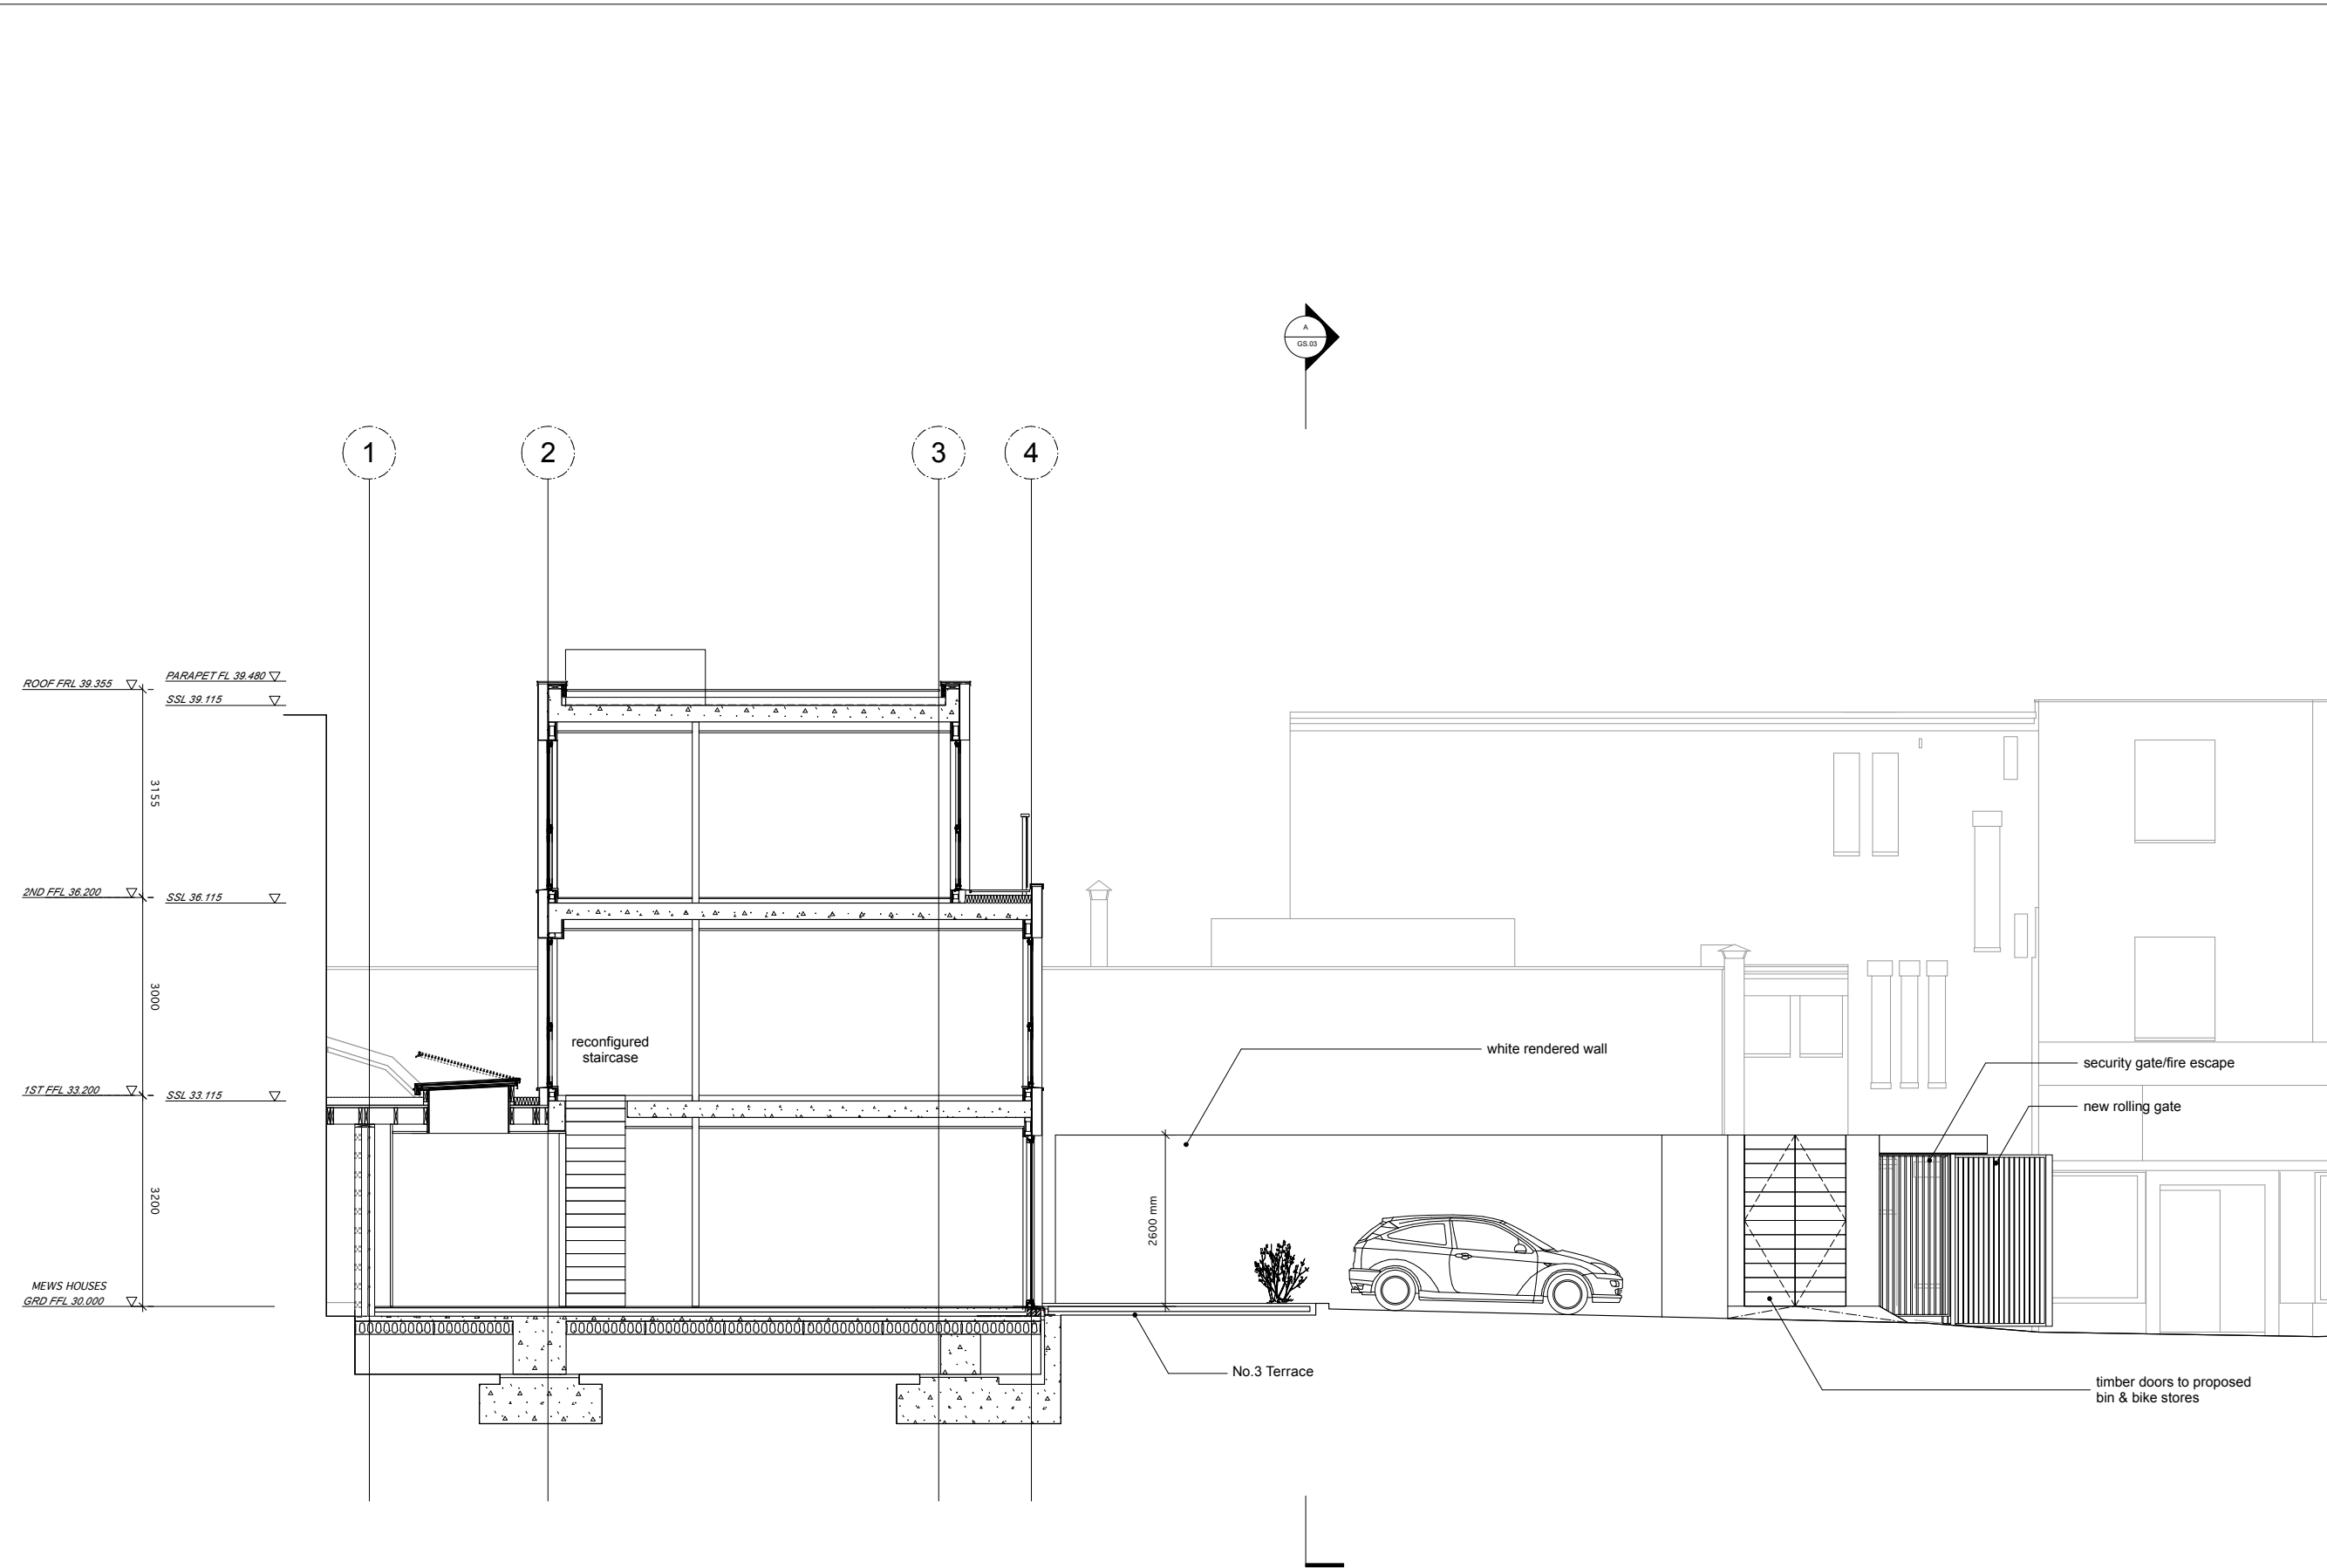 A
GS.03
1
2
3
4
PARAPET FL 39.480
ROOF FRL 39.355
SSL 39.115
3155
2ND FFL 36.200
SSL 36.115
3000
reconfigured
staircase
white rendered wall
security gate/fire escape
1ST FFL 33.200
SSL 33.115
new rolling gate
3200
2600 mm
MEWS HOUSES
GRD FFL 30.000
No.3 Terrace
timber doors to proposed
bin & bike stores